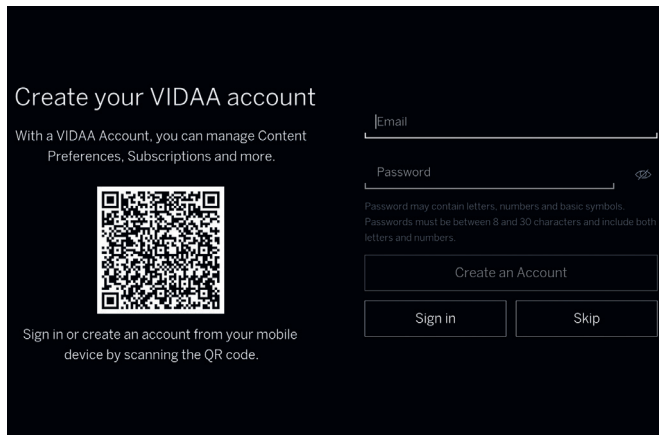 Create your VIDAA account
With a VIDAA Account, you can manage Content
Preferences, Subscriptions and more.
Sign in or create an account from your mobile
device by scanning the QR code.
Email
Password
Password may contain letters, numbers and basic symbols.
Passwords must be between 8 and 30 characters and include both
letters and numbers.
Create an Account
Sign in
Skip